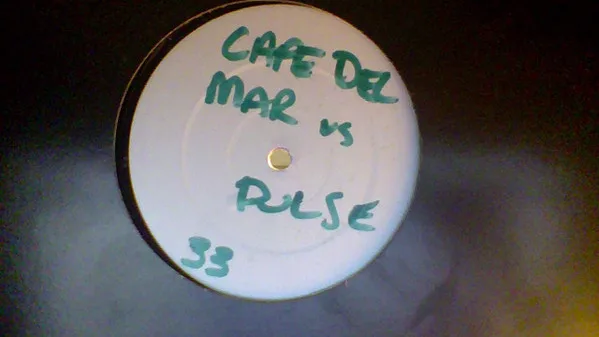 CAFE DEL
MAR vs
PULSE
33